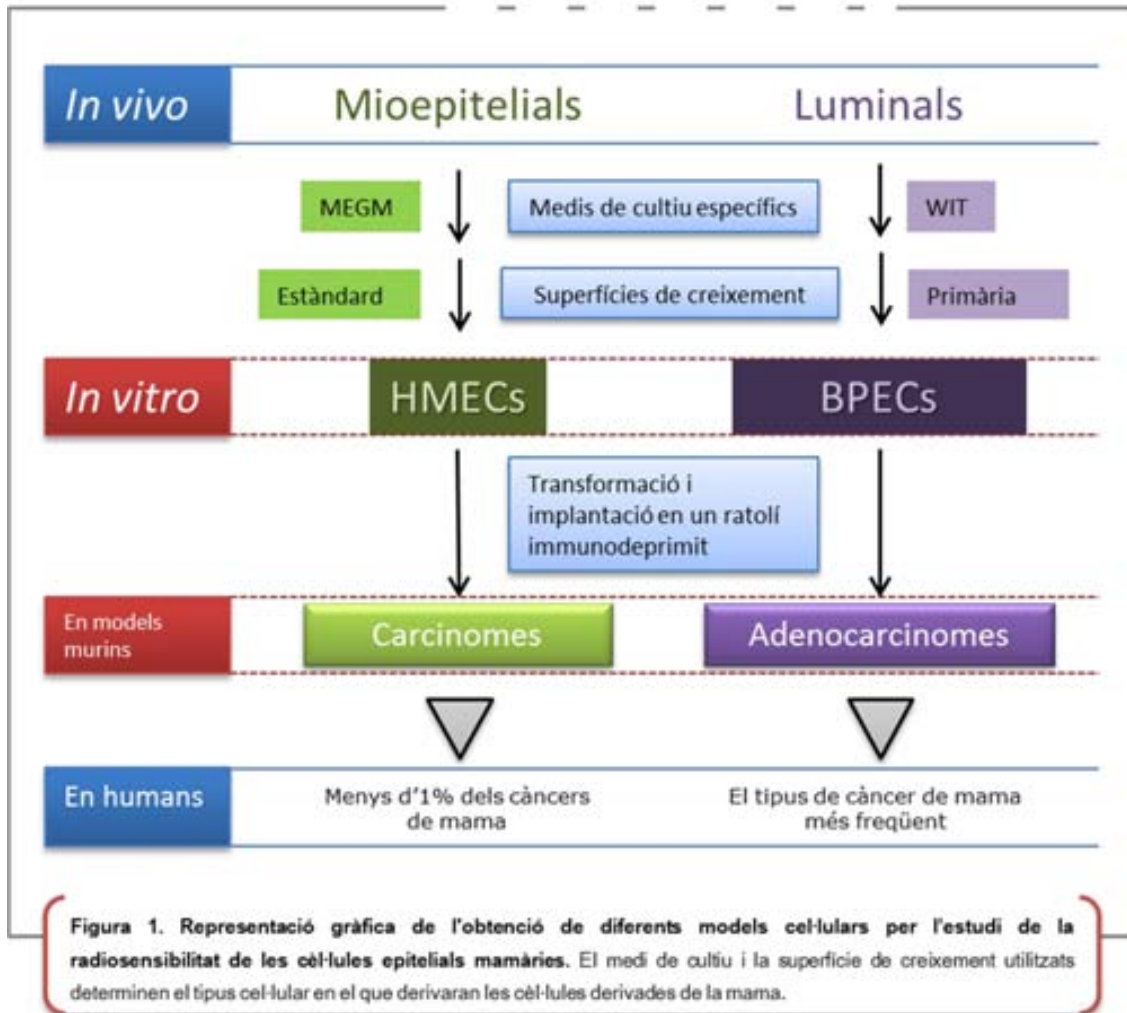 In vivo
Mioepitelials
Luminals
MEGM
Medis de cultiu específics
WIT
Estàndard
Superfícies de creixement
Primària
In vitro
HMECs
BPECs
Transformació i
implantació en un ratolí
immunodeprimit
En models
murins
Carcinomes
Adenocarcinomes
En humans
Menys d'1% dels càncers
de mama
El tipus de càncer de mama
més freqüent
Figura 1. Representació gràfica de l'obtenció de diferents models cel·lulars per l'estudi de la
radiosensibilitat de les cèl·lules epitelials mamàries. El medi de cultiu i la superfície de creixement utilitzats
determinen el tipus cel·lular en el que derivaran les cèl·lules derivades de la mama.